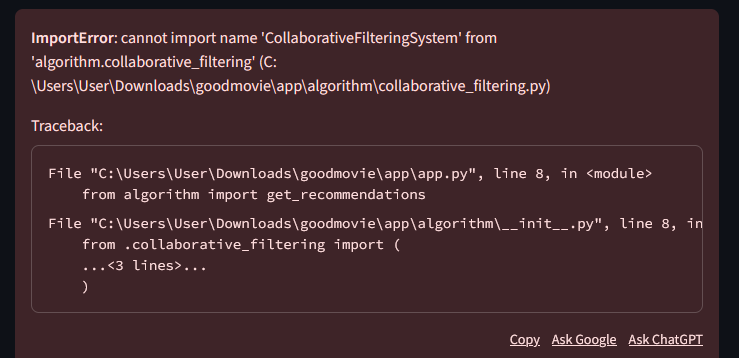 ImportError: cannot import name 'CollaborativeFilteringSystem' from
'algorithm.collaborative_filtering' (C:
\Users\User\Downloads\goodmovie\app\algorithm\collaborative_filtering.py)
Traceback:
File "C:\Users\User\Downloads\goodmovie\app\app.py", line 8, in <module>
from algorithm import get_recommendations
File "C:\Users\User\Downloads\goodmovie\app\algorithm\__init__.py", line 8, in
from .collaborative_filtering import (
...<3 lines>...
)
Copy Ask Google Ask ChatGPT